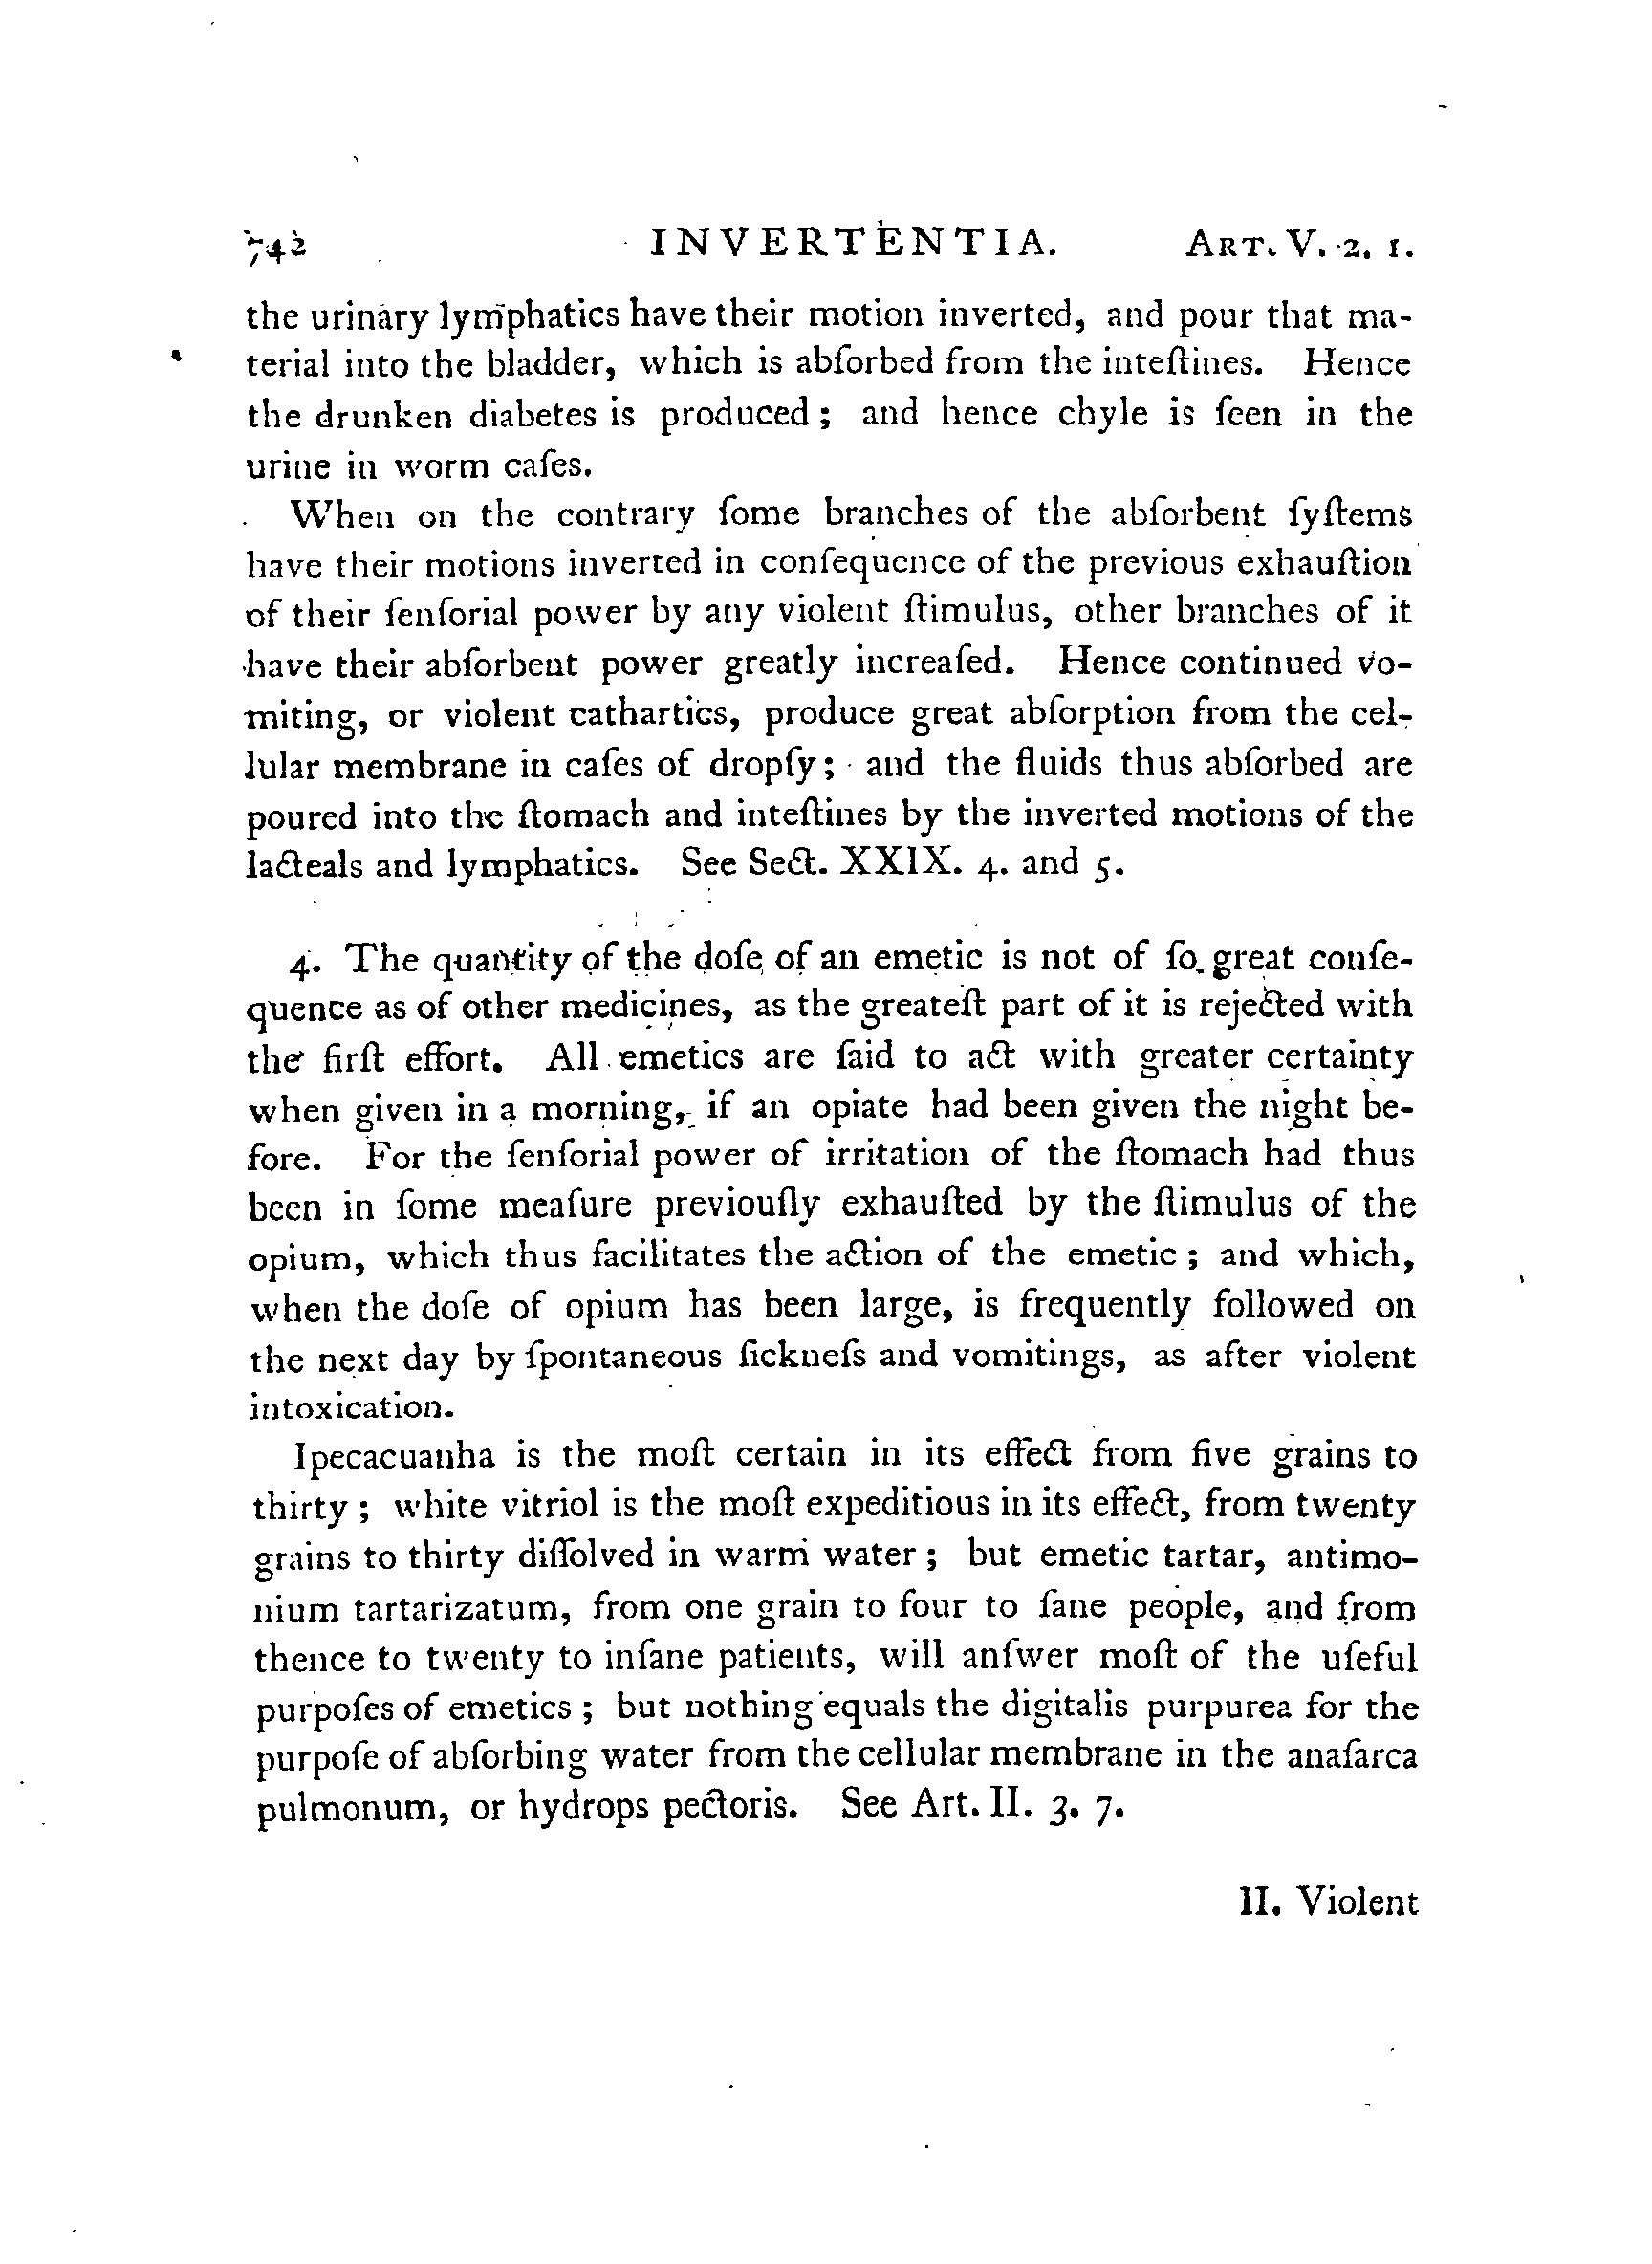 742 INVERTENTIA. ART. V. 2. 1.
the urinary lymphatics have their motion inverted, and pour that ma-
terial into the bladder, which is abſorbed from the inteſtines. Hence
the drunken diabetes is produced; and hence chyle is ſeen in the
urine in worm caſes.
When on the contrary ſome branches of the abſorbent ſyſtems
have their motions inverted in conſequence of the previous exhauſtion
of their ſenſorial power by any violent ſtimulus, other branches of it
have their abſorbent power greatly increaſed. Hence continued vo-
miting, or violent cathartics, produce great abſorption from the cel-
lular membrane in caſes of dropſy; and the fluids thus abſorbed are
poured into the ſtomach and inteſtines by the inverted motions of the
lacteals and lymphatics. See Sect. XXIX. 4. and 5.
4. The quantity of the doſe of an emetic is not of ſo great conſe-
quence as of other medicines, as the greateſt part of it is rejected with
the firſt effort. All emetics are ſaid to act with greater certainty
when given in a morning, if an opiate had been given the night be-
fore. For the ſenſorial power of irritation of the ſtomach had thus
been in ſome meaſure previouſly exhauſted by the ſtimulus of the
opium, which thus facilitates the action of the emetic; and which,
when the doſe of opium has been large, is frequently followed on
the next day by ſpontaneous ſickneſs and vomitings, as after violent
intoxication.
Ipecacuanha is the moſt certain in its effect from five grains to
thirty; white vitriol is the moſt expeditious in its effect, from twenty
grains to thirty diſſolved in warm water; but emetic tartar, antimo-
nium tartarizatum, from one grain to four to ſane people, and from
thence to twenty to inſane patients, will anſwer moſt of the uſeful
purpoſes of emetics; but nothing equals the digitalis purpurea for the
purpoſe of abſorbing water from the cellular membrane in the anaſarca
pulmonum, or hydrops pectoris. See Art. II. 3. 7.
II. Violent